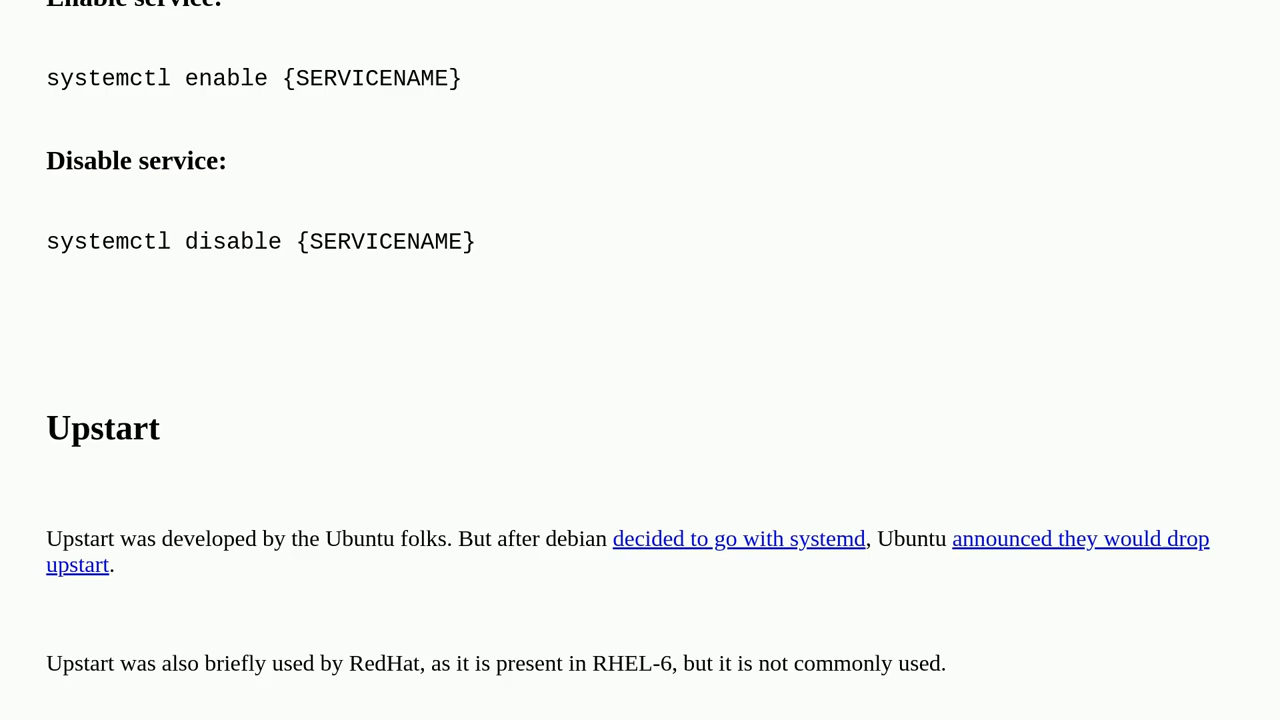 Enable service:
systemctl enable {SERVICENAME}
Disable service:
systemctl disable {SERVICENAME}
Upstart
Upstart was developed by the Ubuntu folks. But after debian decided to go with systemd, Ubuntu announced they would drop
upstart.
Upstart was also briefly used by RedHat, as it is present in RHEL-6, but it is not commonly used.